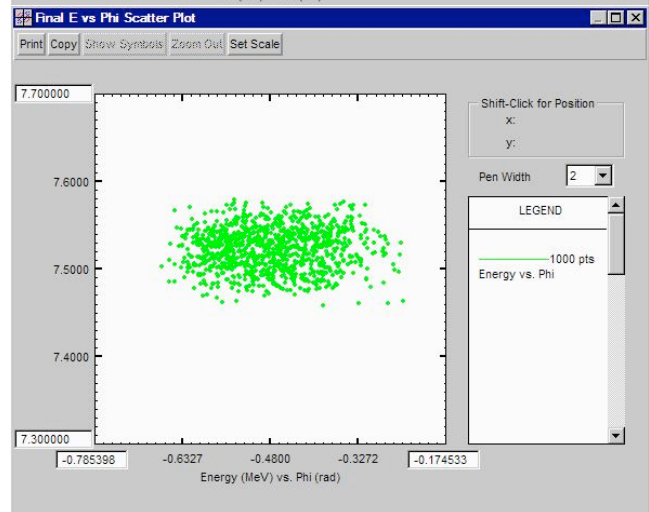 Final E vs Phi Scatter Plot
Print Copy Show Symbols Zoom Out Set Scale
7.700000
7.6000
7.5000
7.4000
7.300000
-0.785398 -0.6327 -0.4800 -0.3272 -0.174533
Energy (MeV) vs. Phi (rad)
Shift-Click for Position
x:
y:
Pen Width 2
LEGEND
1000 pts
Energy vs. Phi